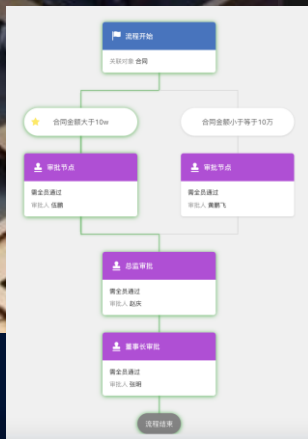 流程开始
关联对象 合同
合同金额大于10w
合同金额小于等于10万
审批节点
需全员通过
审批人 伍鹏
审批节点
需全员通过
审批人 黄鹏飞
总监审批
需全员通过
审批人 赵庆
董事长审批
需全员通过
审批人 张明
流程结束